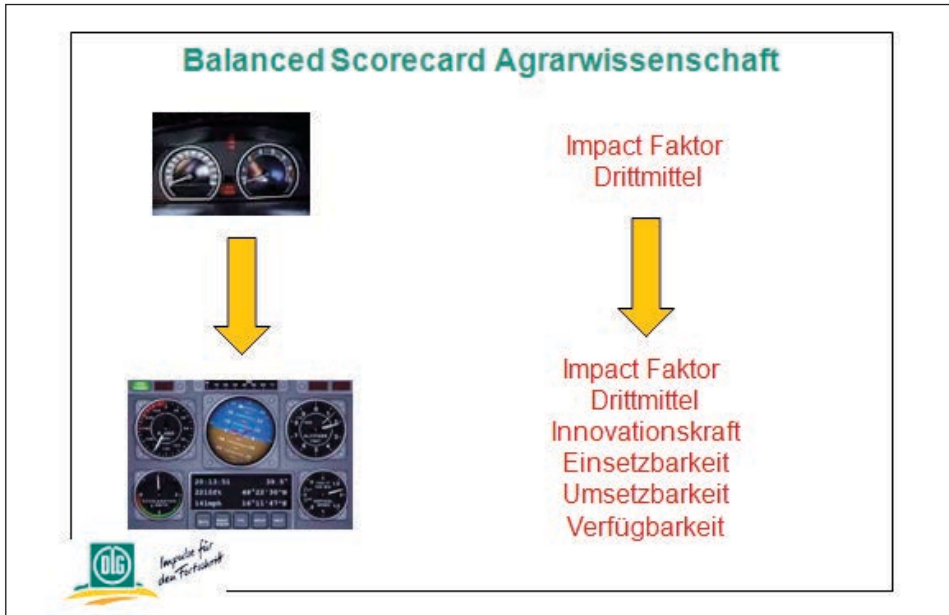 Balanced Scorecard Agrarwissenschaft
Impact Faktor
Drittmittel
Impact Faktor
Drittmittel
Innovationskraft
Einsetzbarkeit
Umsetzbarkeit
Verfügbarkeit
DLG
Impulse für
den Fortschritt